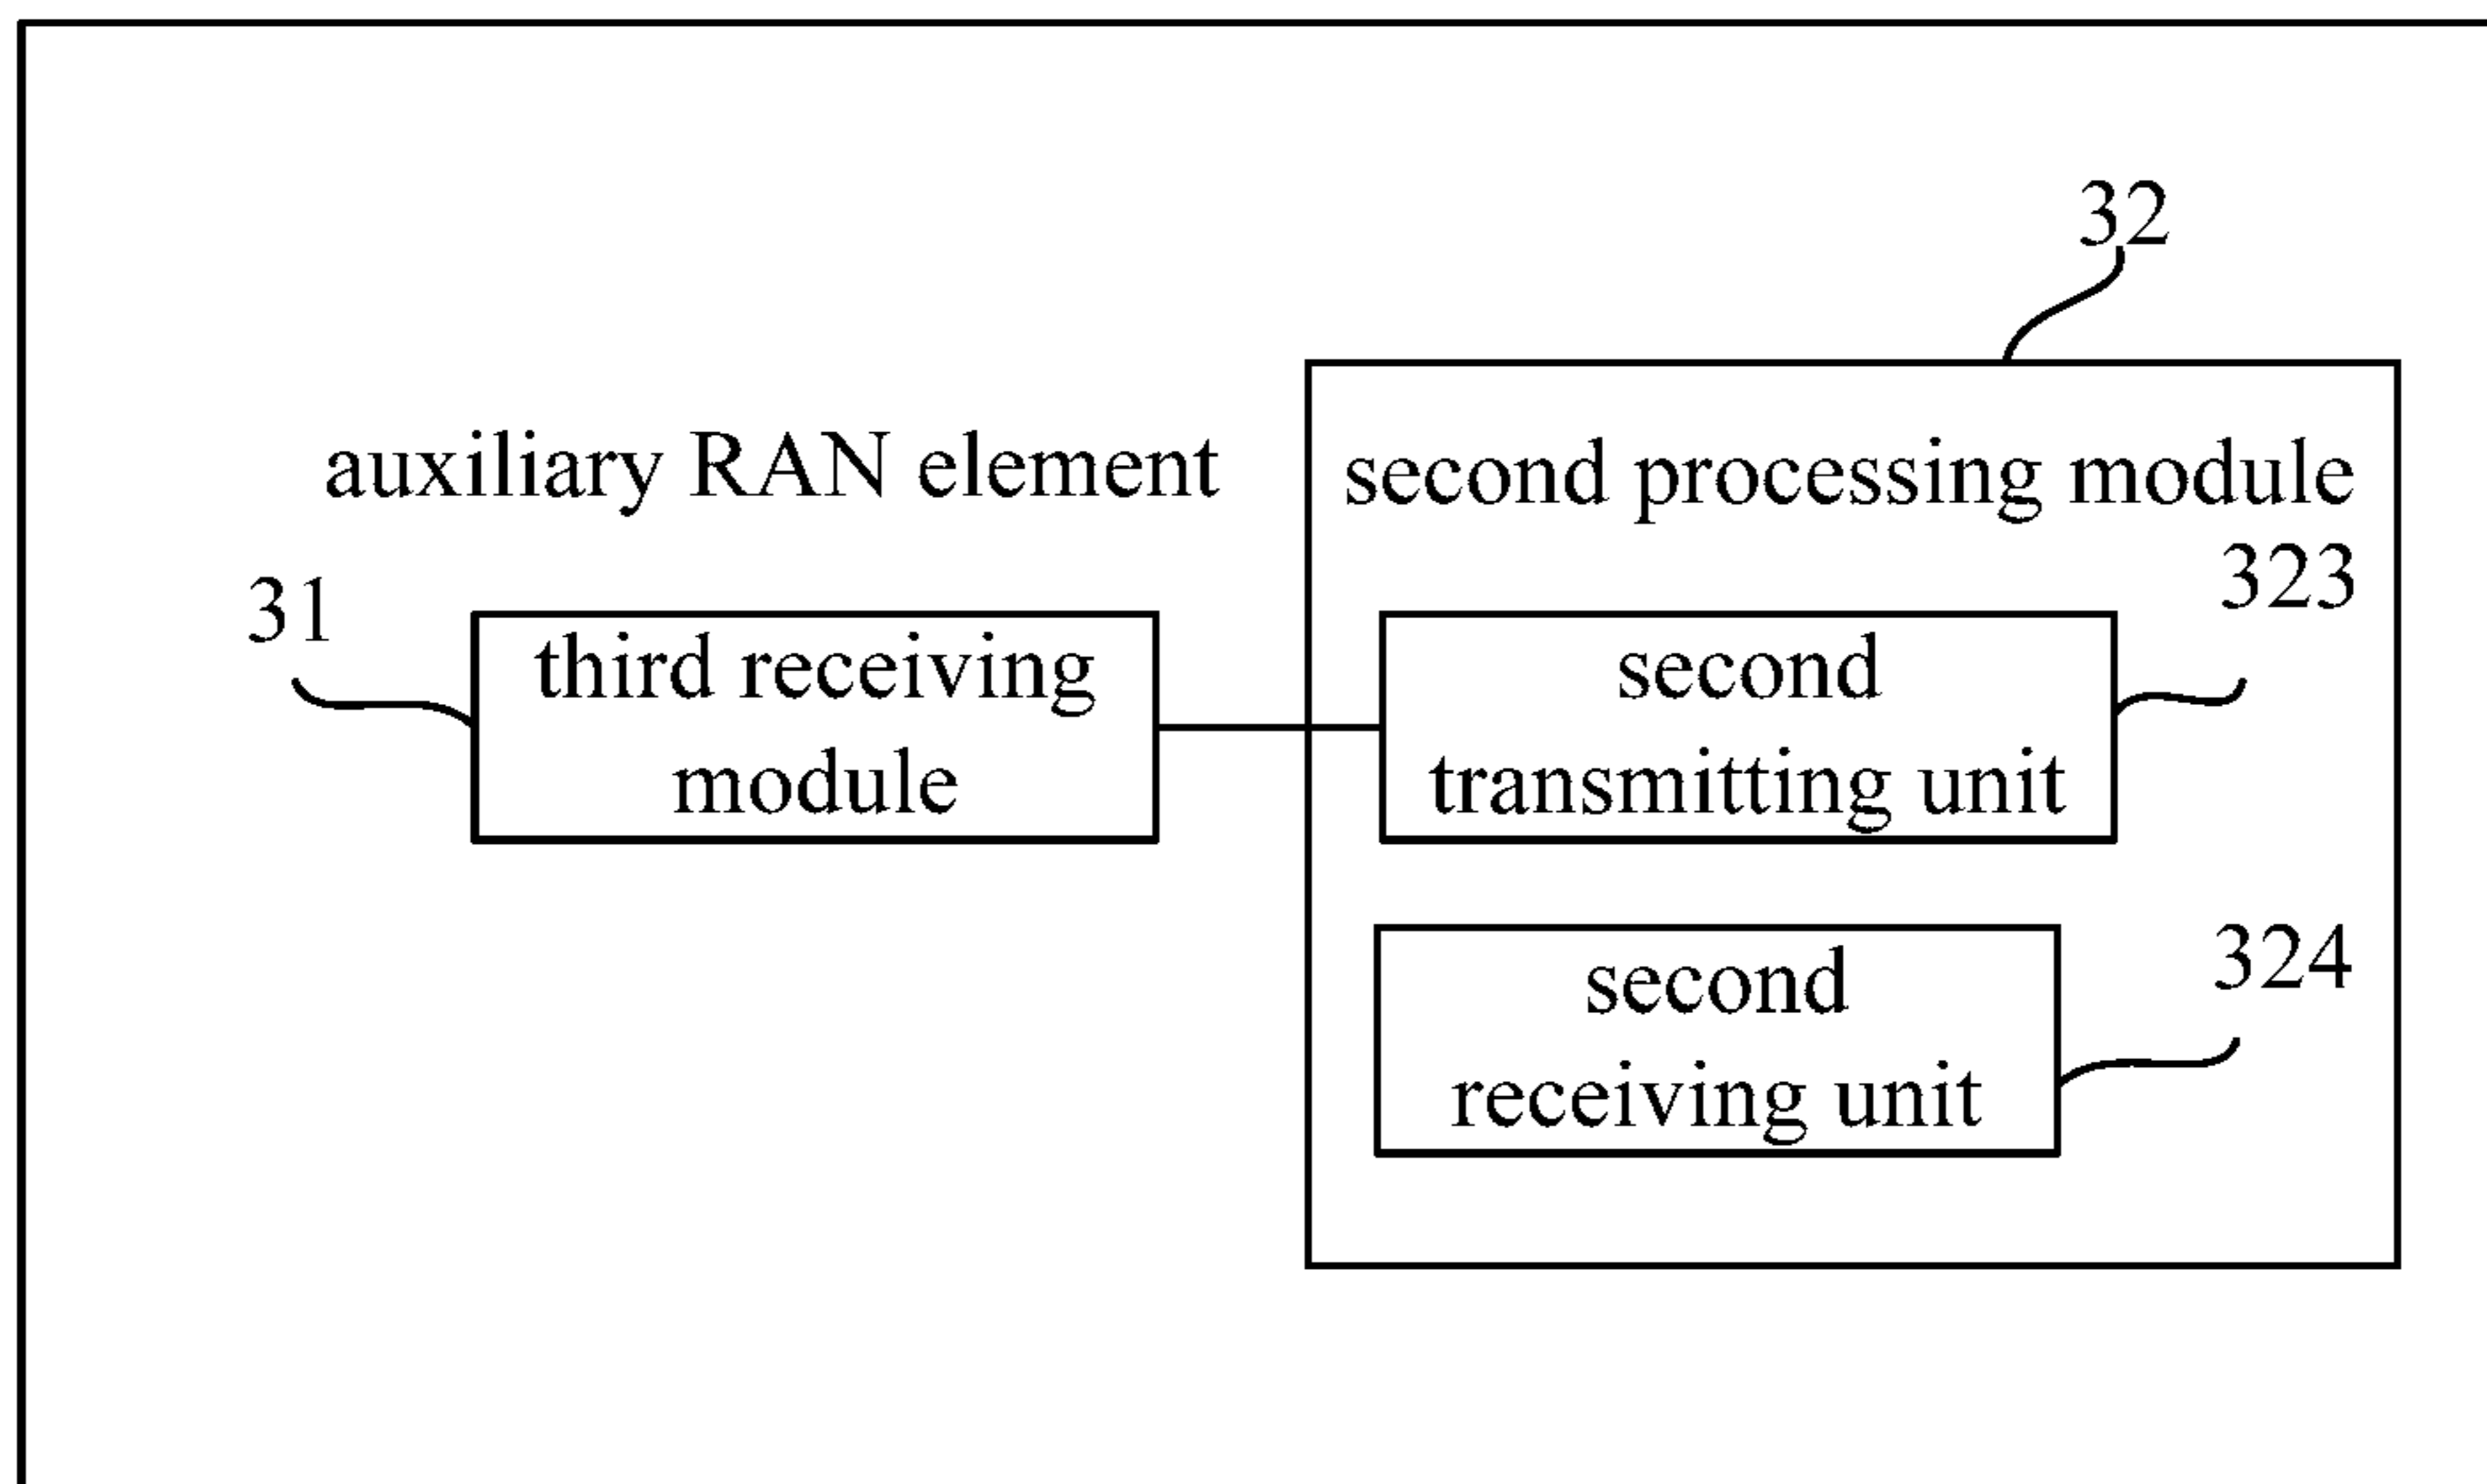 32
auxiliary RAN element
second processing module
31
323
third receiving
module
second
transmitting unit
324
second
receiving unit